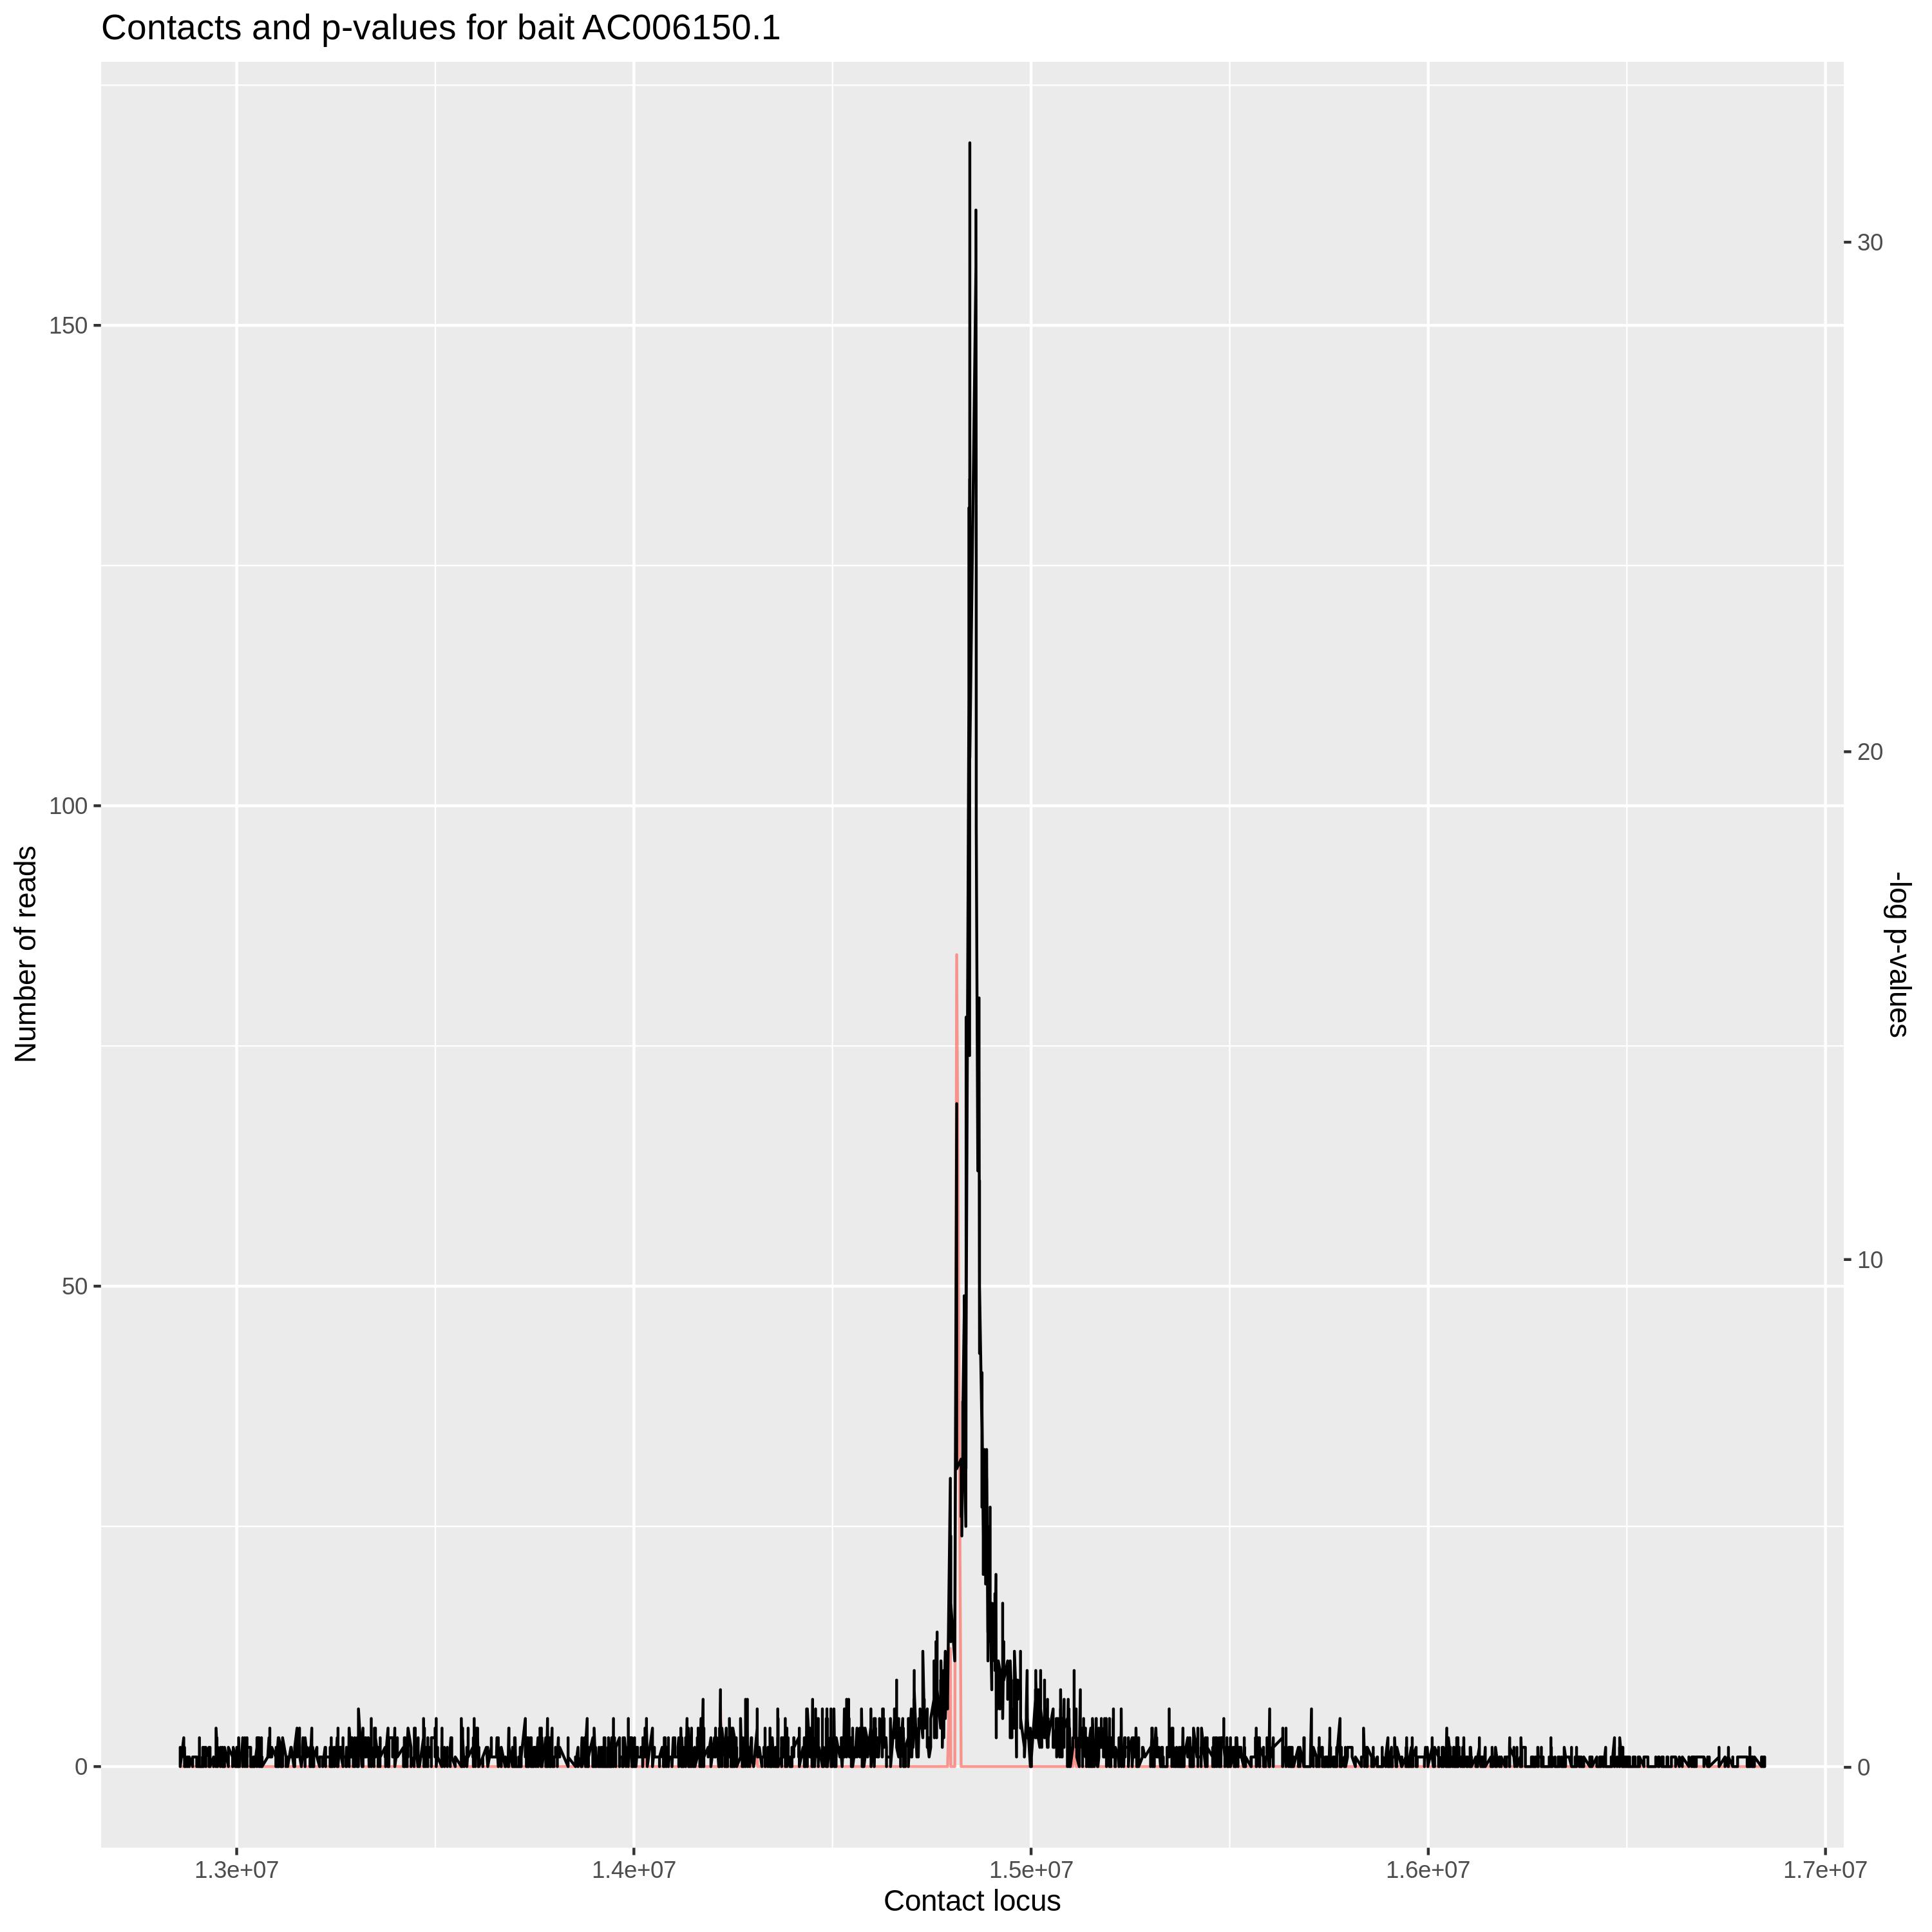 Contacts and p-values for bait AC006150.1
150
100
50
0
Number of reads
30
20
10
0
-log p-values
1.3e+07 1.4e+07 1.5e+07 1.6e+07 1.7e+07
Contact locus